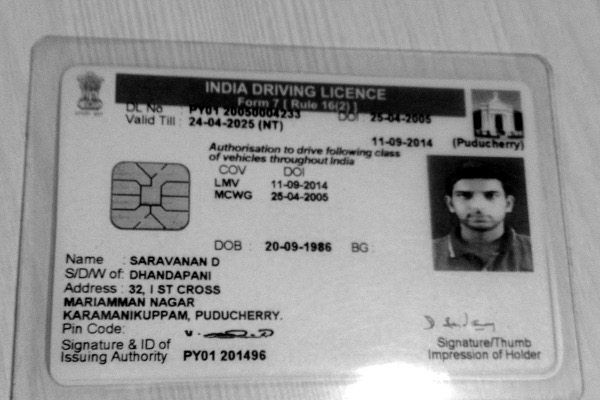 INDIA DRIVING LICENCE
Form 7 [ Rule 16(2) ]
DL No : PY01 20050004233 DOI : 25-04-2005
Valid Till : 24-04-2025 (NT)
11-09-2014 (Puducherry)
Authorisation to drive following class
of vehicles throughout India
COV DOI
LMV 11-09-2014
MCWG 25-04-2005
DOB : 20-09-1986 BG :
Name : SARAVANAN D
S/D/W of: DHANDAPANI
Address : 32, I ST CROSS
MARIAMMAN NAGAR
KARAMANIKUPPAM, PUDUCHERRY.
Pin Code:
Signature & ID of
Issuing Authority PY01 201496
Signature/Thumb
Impression of Holder